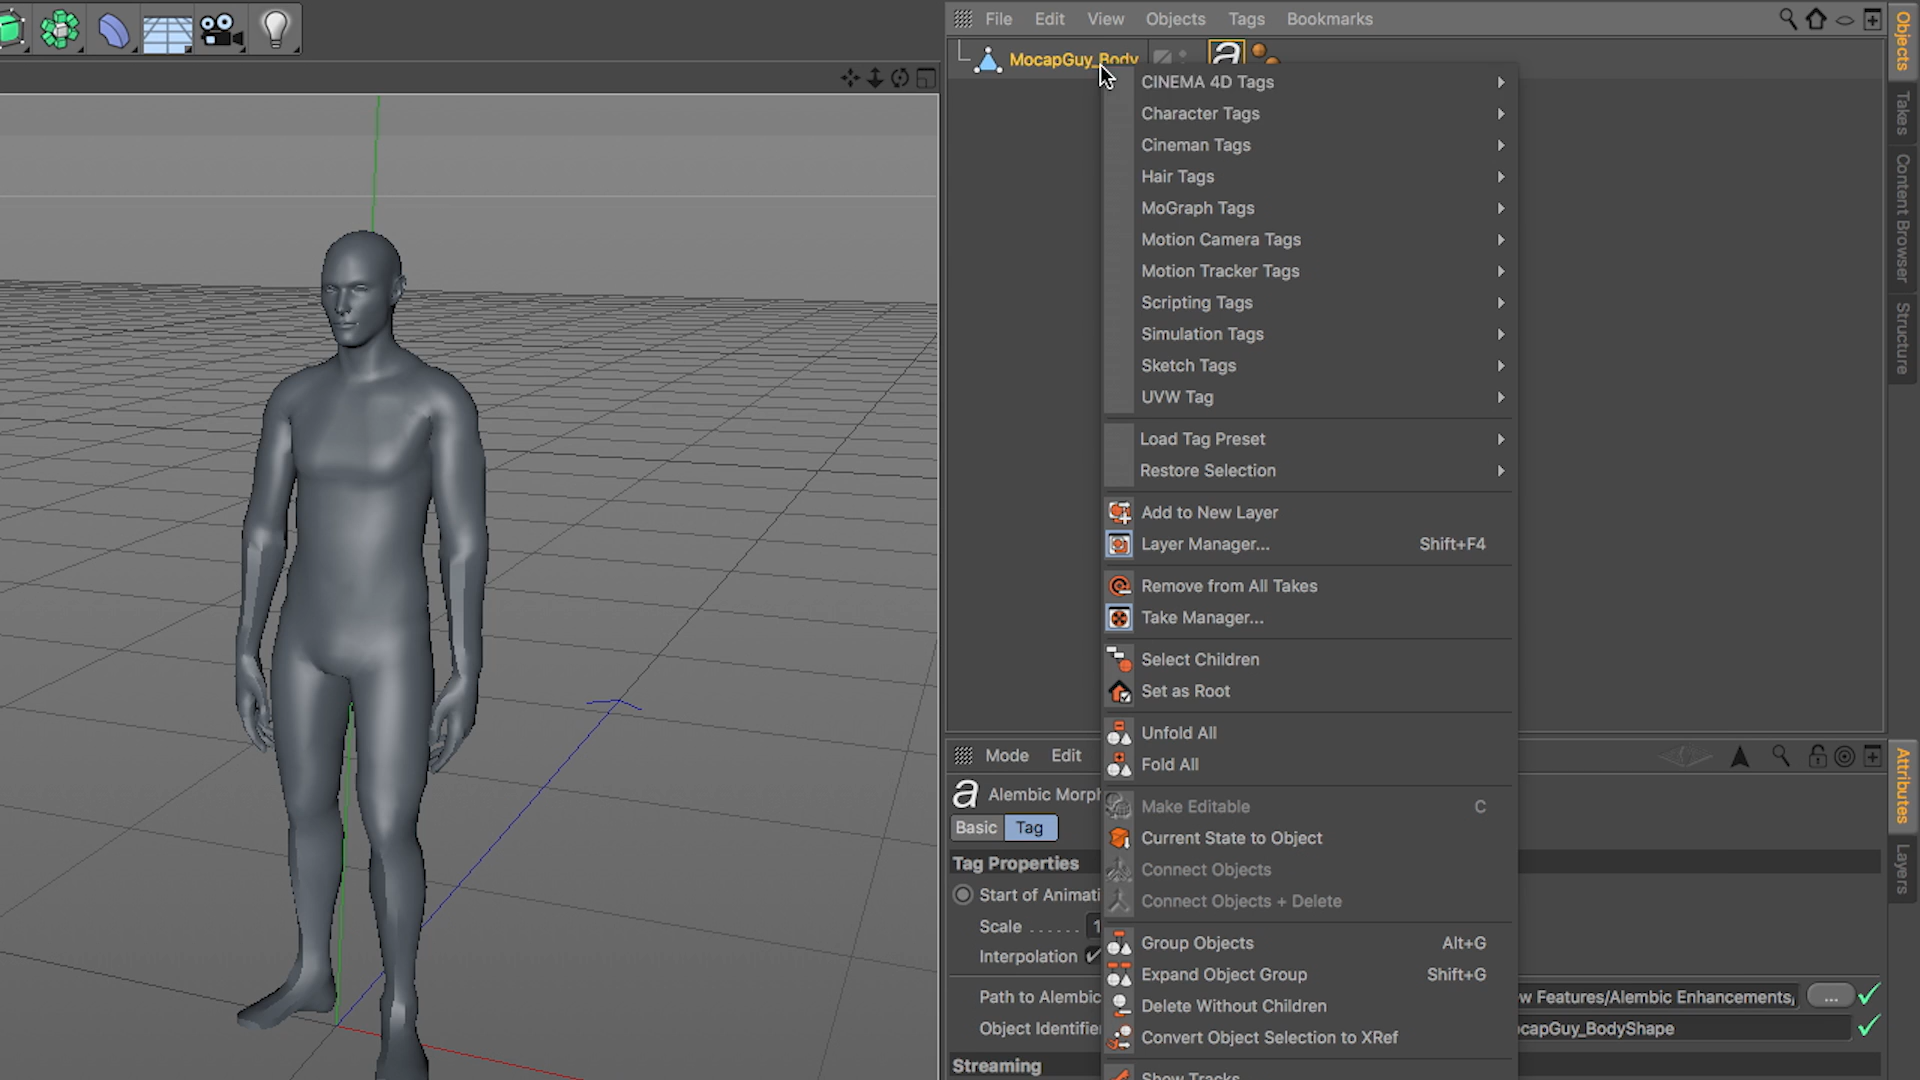 File Edit View Objects Tags Bookmarks
MocapGuy_Body
CINEMA 4D Tags
Character Tags
Cineman Tags
Hair Tags
MoGraph Tags
Motion Camera Tags
Motion Tracker Tags
Scripting Tags
Simulation Tags
Sketch Tags
UVW Tag
Load Tag Preset
Restore Selection
Add to New Layer
Layer Manager... Shift+F4
Remove from All Takes
Take Manager...
Select Children
Set as Root
Unfold All
Fold All
Make Editable C
Current State to Object
Connect Objects
Connect Objects + Delete
Group Objects Alt+G
Expand Object Group Shift+G
Delete Without Children
Convert Object Selection to XRef
Show Tracks
Mode Edit
a Alembic Morph
Basic Tag
Tag Properties
Start of Animati
Scale ...... 1
Interpolation
Path to Alembic w Features/Alembic Enhancements, ...
Object Identifie ocapGuy_BodyShape
Streaming
Objects
Takes
Content Browser
Structure
Attributes
Layers